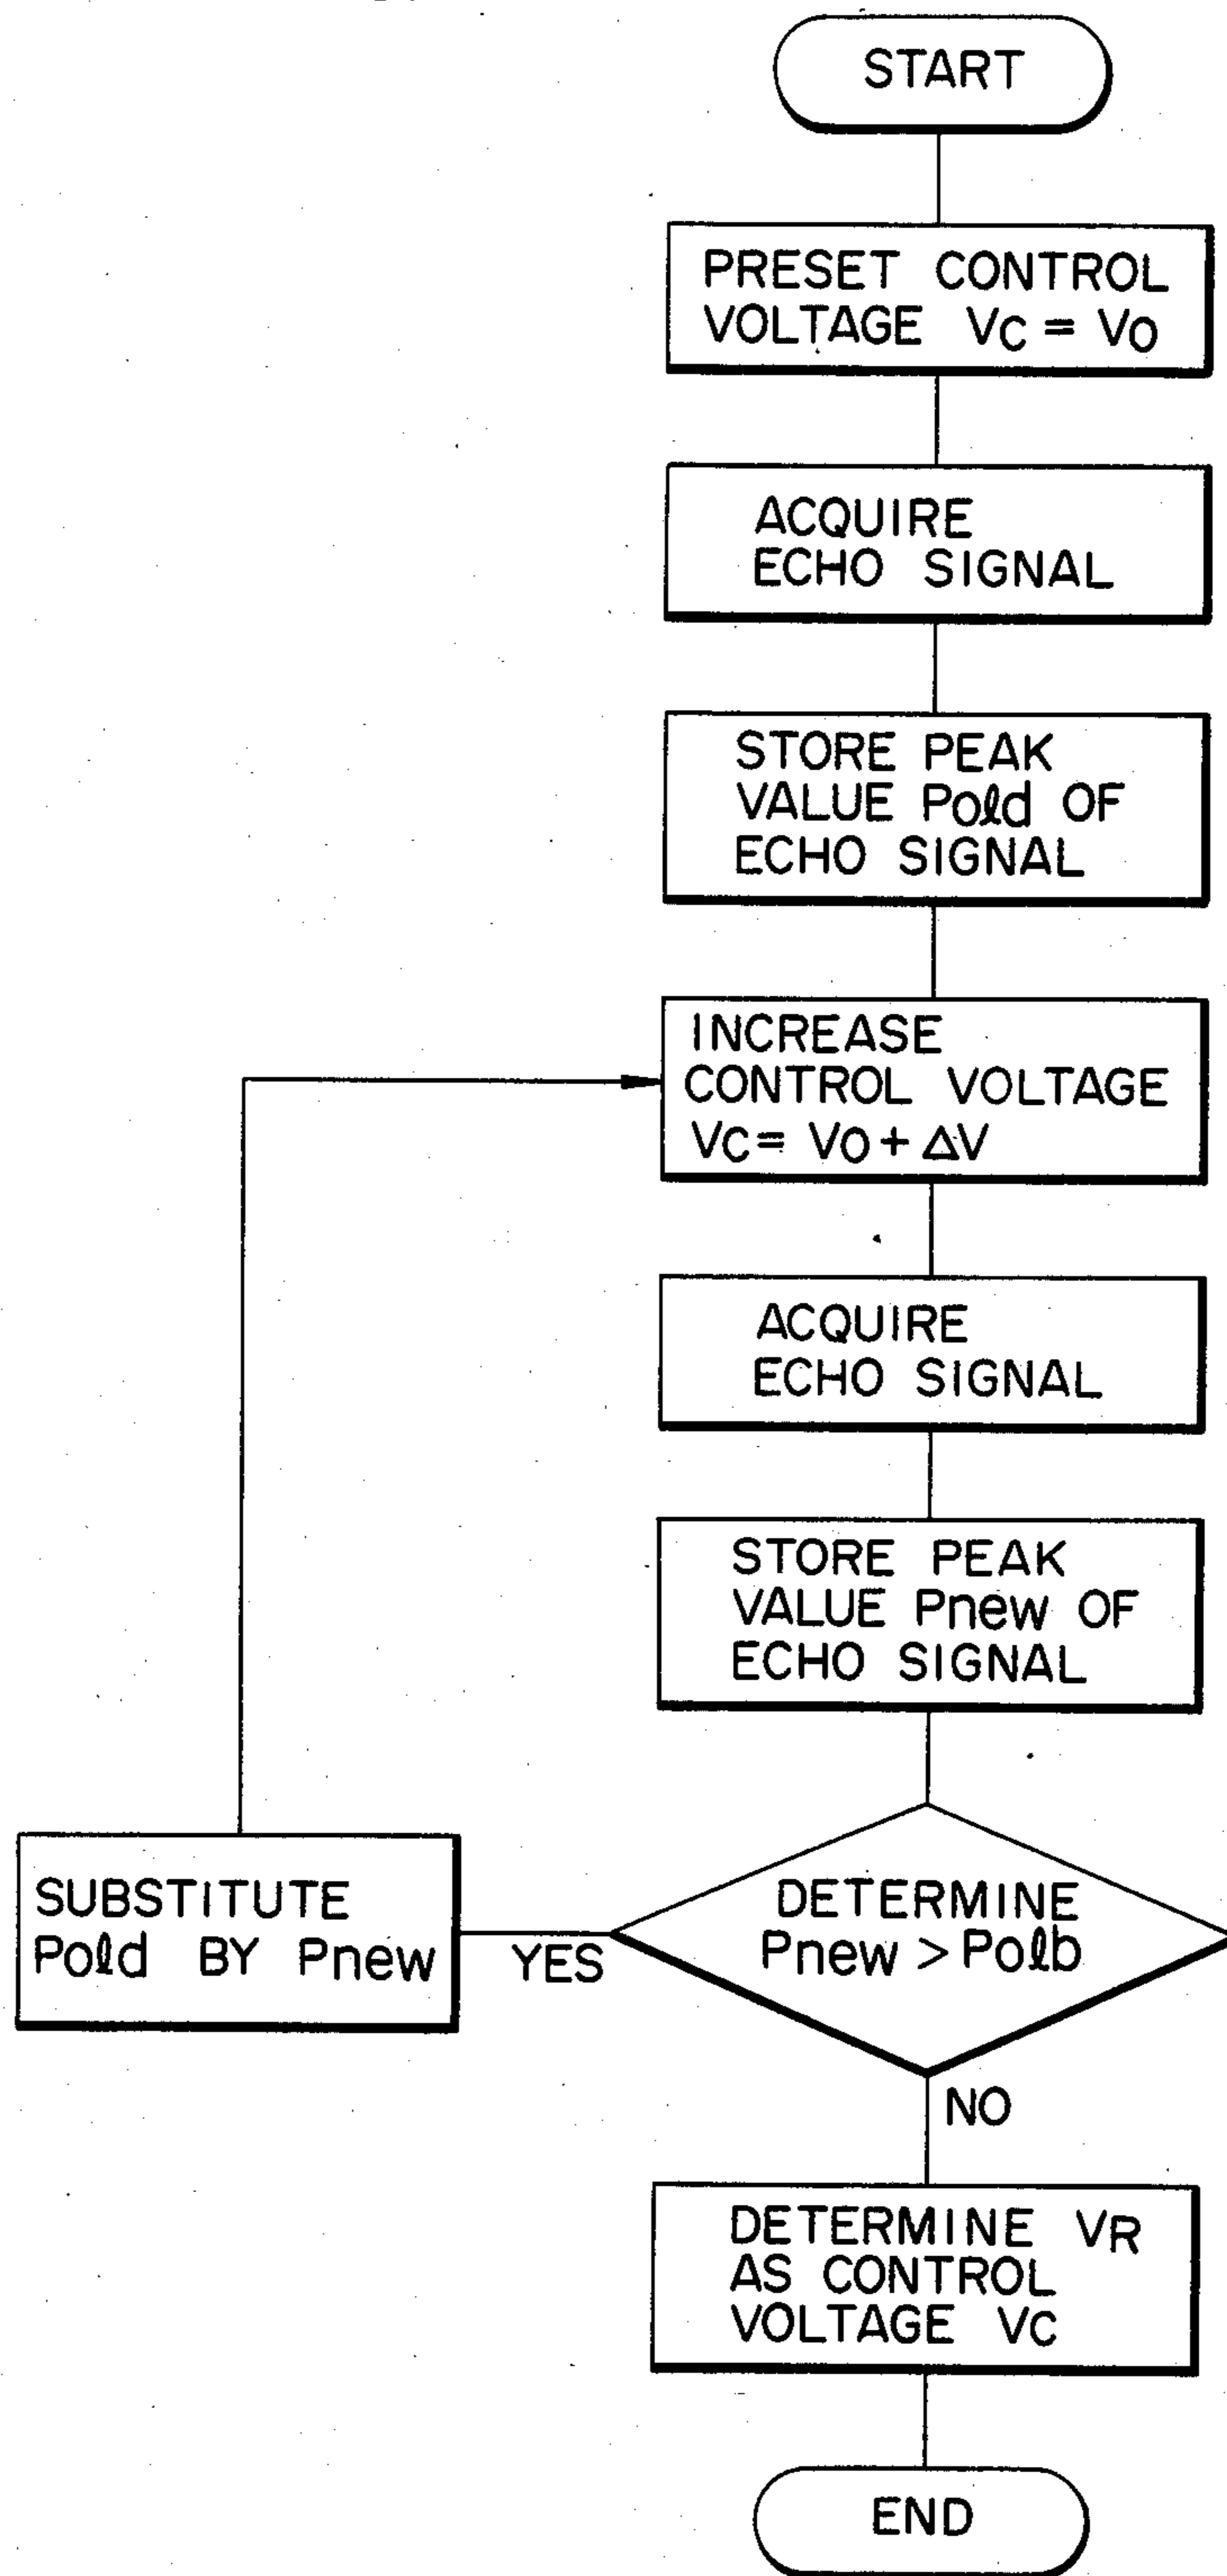 START
PRESET CONTROL
VOLTAGE VC = VO
ACQUIRE
ECHO SIGNAL
STORE PEAK
VALUE Pold OF
ECHO SIGNAL
INCREASE
CONTROL VOLTAGE
VC = VO + ΔV
ACQUIRE
ECHO SIGNAL
STORE PEAK
VALUE Pnew OF
ECHO SIGNAL
DETERMINE
Pnew > Polb
YES
SUBSTITUTE
Pold BY Pnew
NO
DETERMINE VR
AS CONTROL
VOLTAGE VC
END